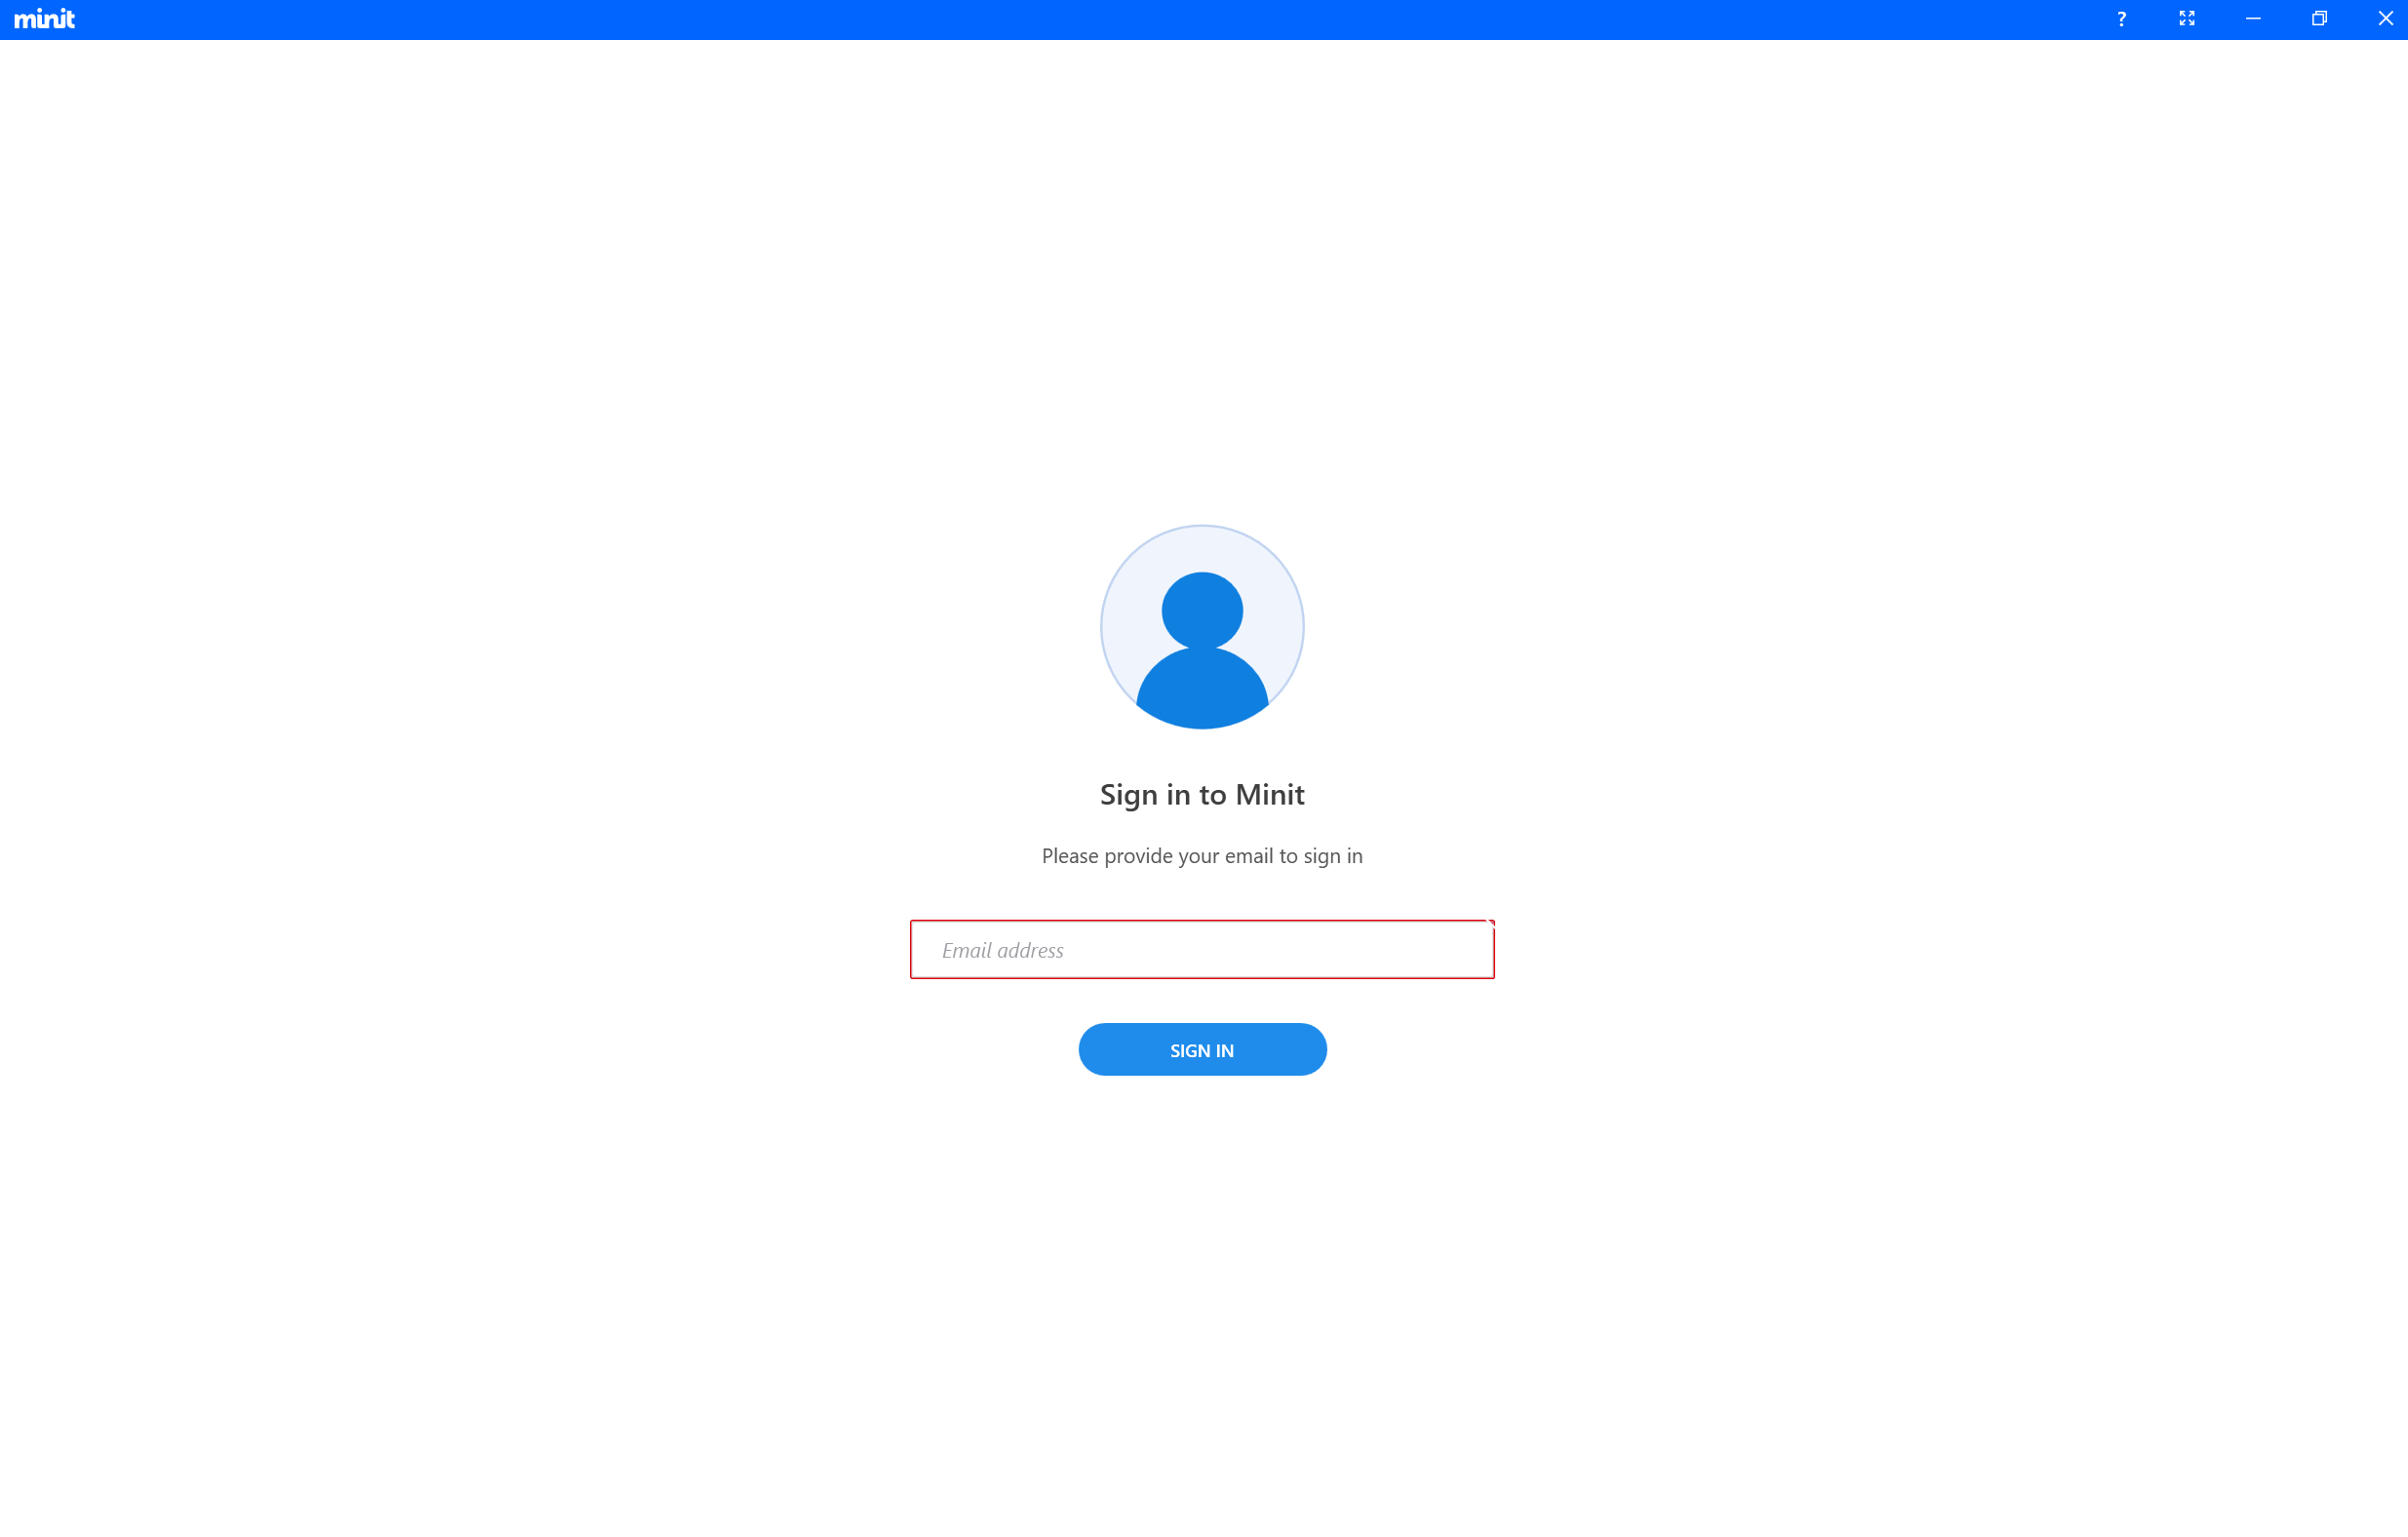 minit
?
Sign in to Minit
Please provide your email to sign in
Email address
SIGN IN